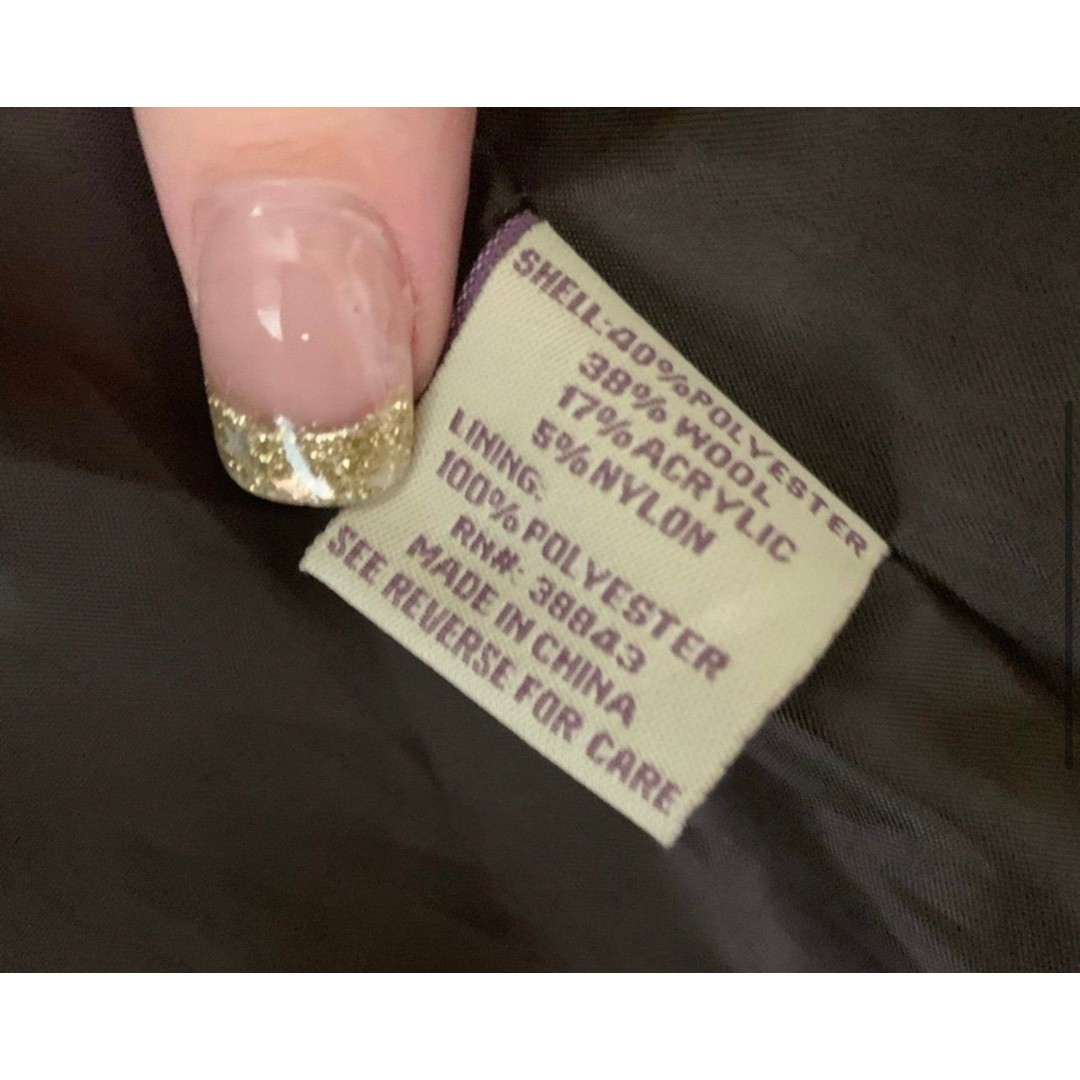 SHELL:40%POLYESTER
38% WOOL
17% ACRYLIC
5% NYLON
LINING:
100% POLYESTER
RN#: 38843
MADE IN CHINA
SEE REVERSE FOR CARE